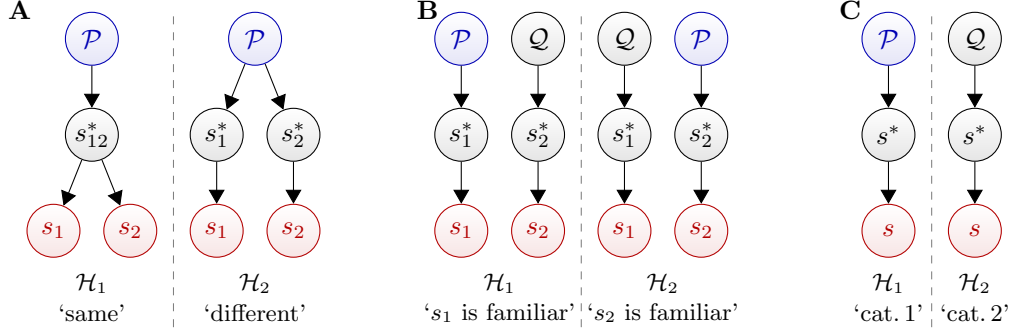 A B C
𝒫 𝒫 𝒫 𝒬 𝒬 𝒫 𝒫 𝒬
s*₁₂ s*₁ s*₂ s*₁ s*₂ s*₁ s*₂ s* s*
s₁ s₂ s₁ s₂ s₁ s₂ s₁ s₂ s s
ℋ₁ ℋ₂ ℋ₁ ℋ₂ ℋ₁ ℋ₂
‘same’ ‘different’ ‘s₁ is familiar’ ‘s₂ is familiar’ ‘cat. 1’ ‘cat. 2’